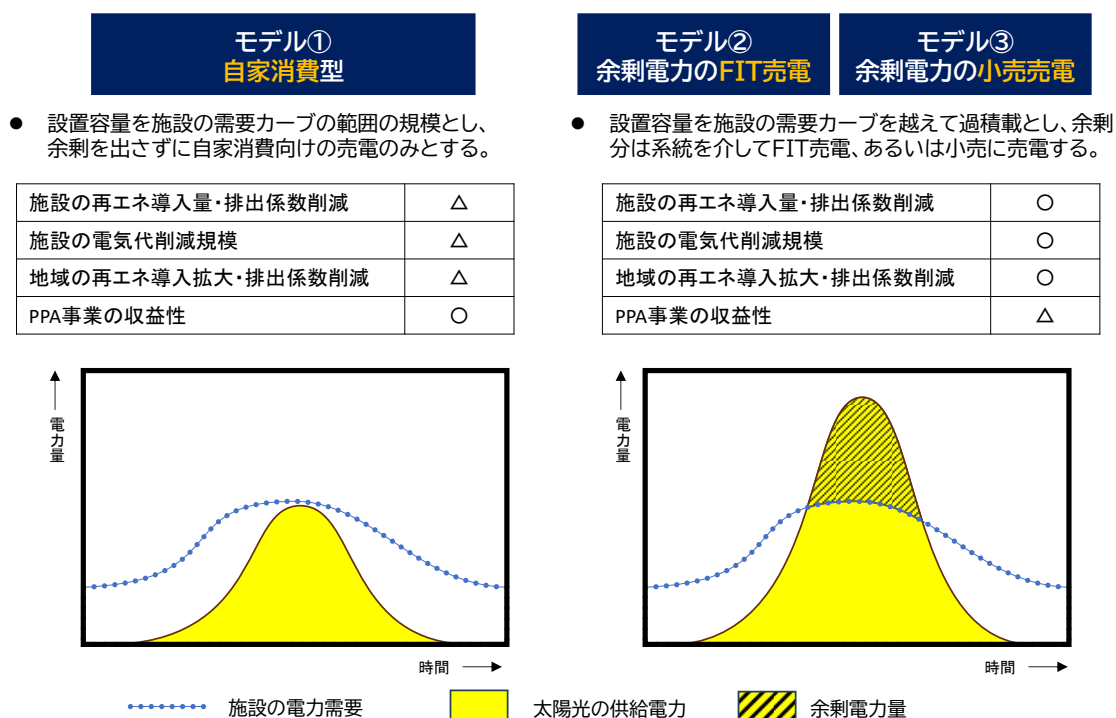 モデル①
自家消費型
● 設置容量を施設の需要カーブの範囲の規模とし、
余剰を出さずに自家消費向けの売電のみとする。
施設の再エネ導入量・排出係数削減 △
施設の電気代削減規模 △
地域の再エネ導入拡大・排出係数削減 △
PPA事業の収益性 ○
電力量
時間
モデル②
余剰電力のFIT売電
モデル③
余剰電力の小売売電
● 設置容量を施設の需要カーブを越えて過積載とし、余剰
分は系統を介してFIT売電、あるいは小売に売電する。
施設の再エネ導入量・排出係数削減 ○
施設の電気代削減規模 ○
地域の再エネ導入拡大・排出係数削減 ○
PPA事業の収益性 △
電力量
時間
施設の電力需要
太陽光の供給電力
余剰電力量